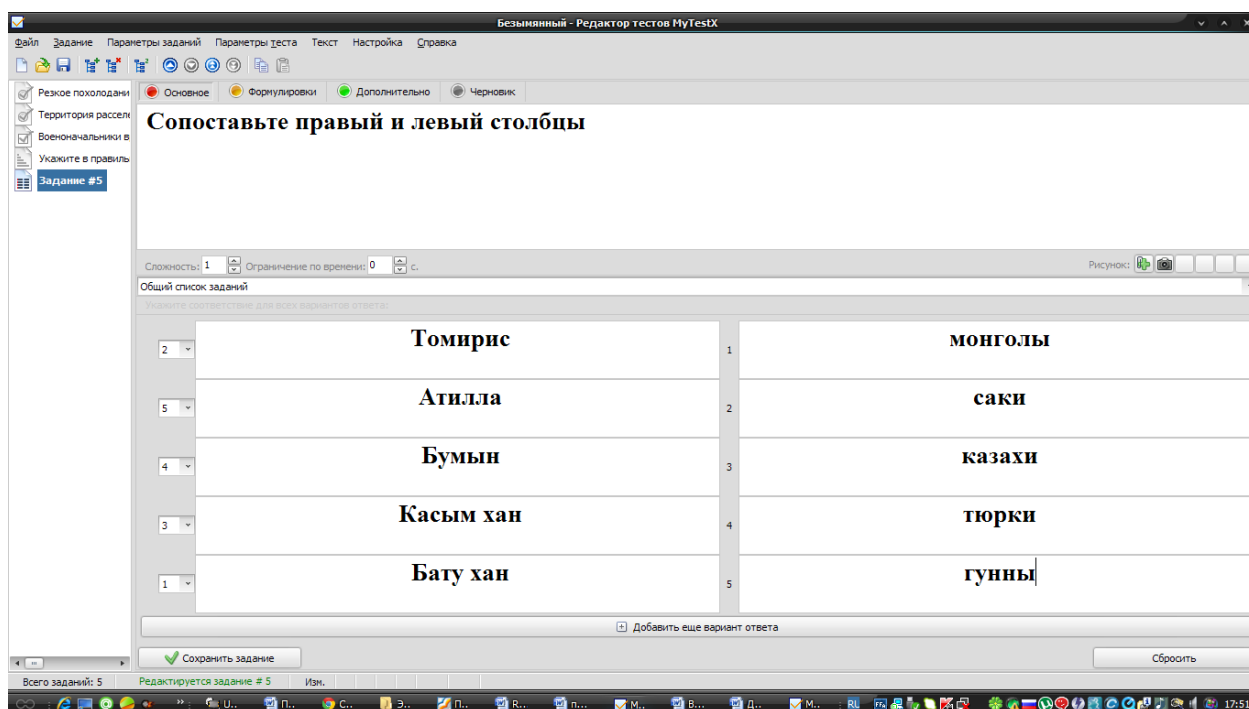 Безымянный - Редактор тестов MyTestX
Файл Задание Параметры заданий Параметры теста Текст Настройка Справка
Резкое похолодани
Территория расселе
Военоначальники в
Укажите в правиль
Задание #5
Основное Формулировки Дополнительно Черновик
Сопоставьте правый и левый столбцы
Сложность: 1 Ограничение по времени: 0 с. Рисунок:
Общий список заданий
Укажите соответствие для всех вариантов ответа:
2 Томирис 1 монголы
5 Атилла 2 саки
4 Бумын 3 казахи
3 Касым хан 4 тюрки
1 Бату хан 5 гунны
Добавить еще вариант ответа
Сохранить задание Сбросить
Всего заданий: 5 Редактируется задание # 5 Изм.
U.. П.. С.. Э.. П.. R.. п... М.. В... Д.. М... RL 17:51